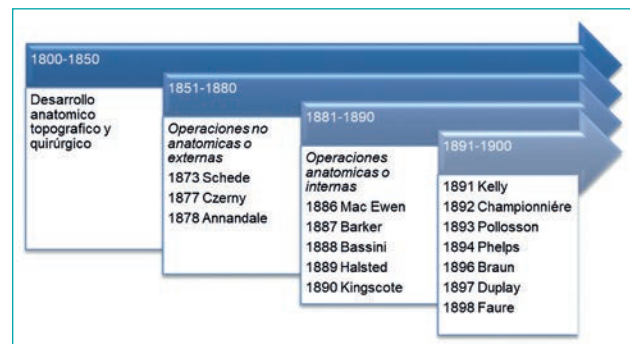 1800-1850
Desarrollo
anatomico
topografico y
quirúrgico
1851-1880
Operaciones no
anatomicas o
externas
1873 Schede
1877 Czerny
1878 Annandale
1881-1890
Operaciones
anatomicas o
internas
1886 Mac Ewen
1887 Barker
1888 Bassini
1889 Halsted
1890 Kingscote
1891-1900
1891 Kelly
1892 Championniére
1893 Pollosson
1894 Phelps
1896 Braun
1897 Duplay
1898 Faure